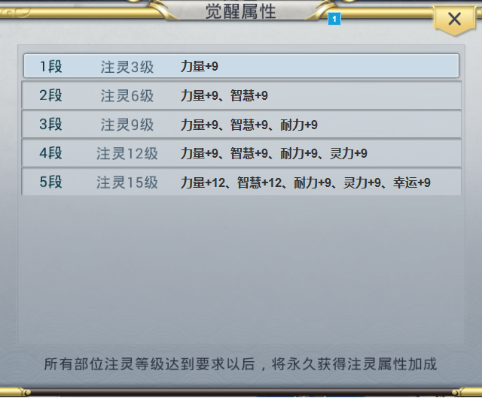 觉醒属性
1
1段 注灵3级 力量+9
2段 注灵6级 力量+9、智慧+9
3段 注灵9级 力量+9、智慧+9、耐力+9
4段 注灵12级 力量+9、智慧+9、耐力+9、灵力+9
5段 注灵15级 力量+12、智慧+12、耐力+9、灵力+9、幸运+9
所有部位注灵等级达到要求以后，将永久获得注灵属性加成